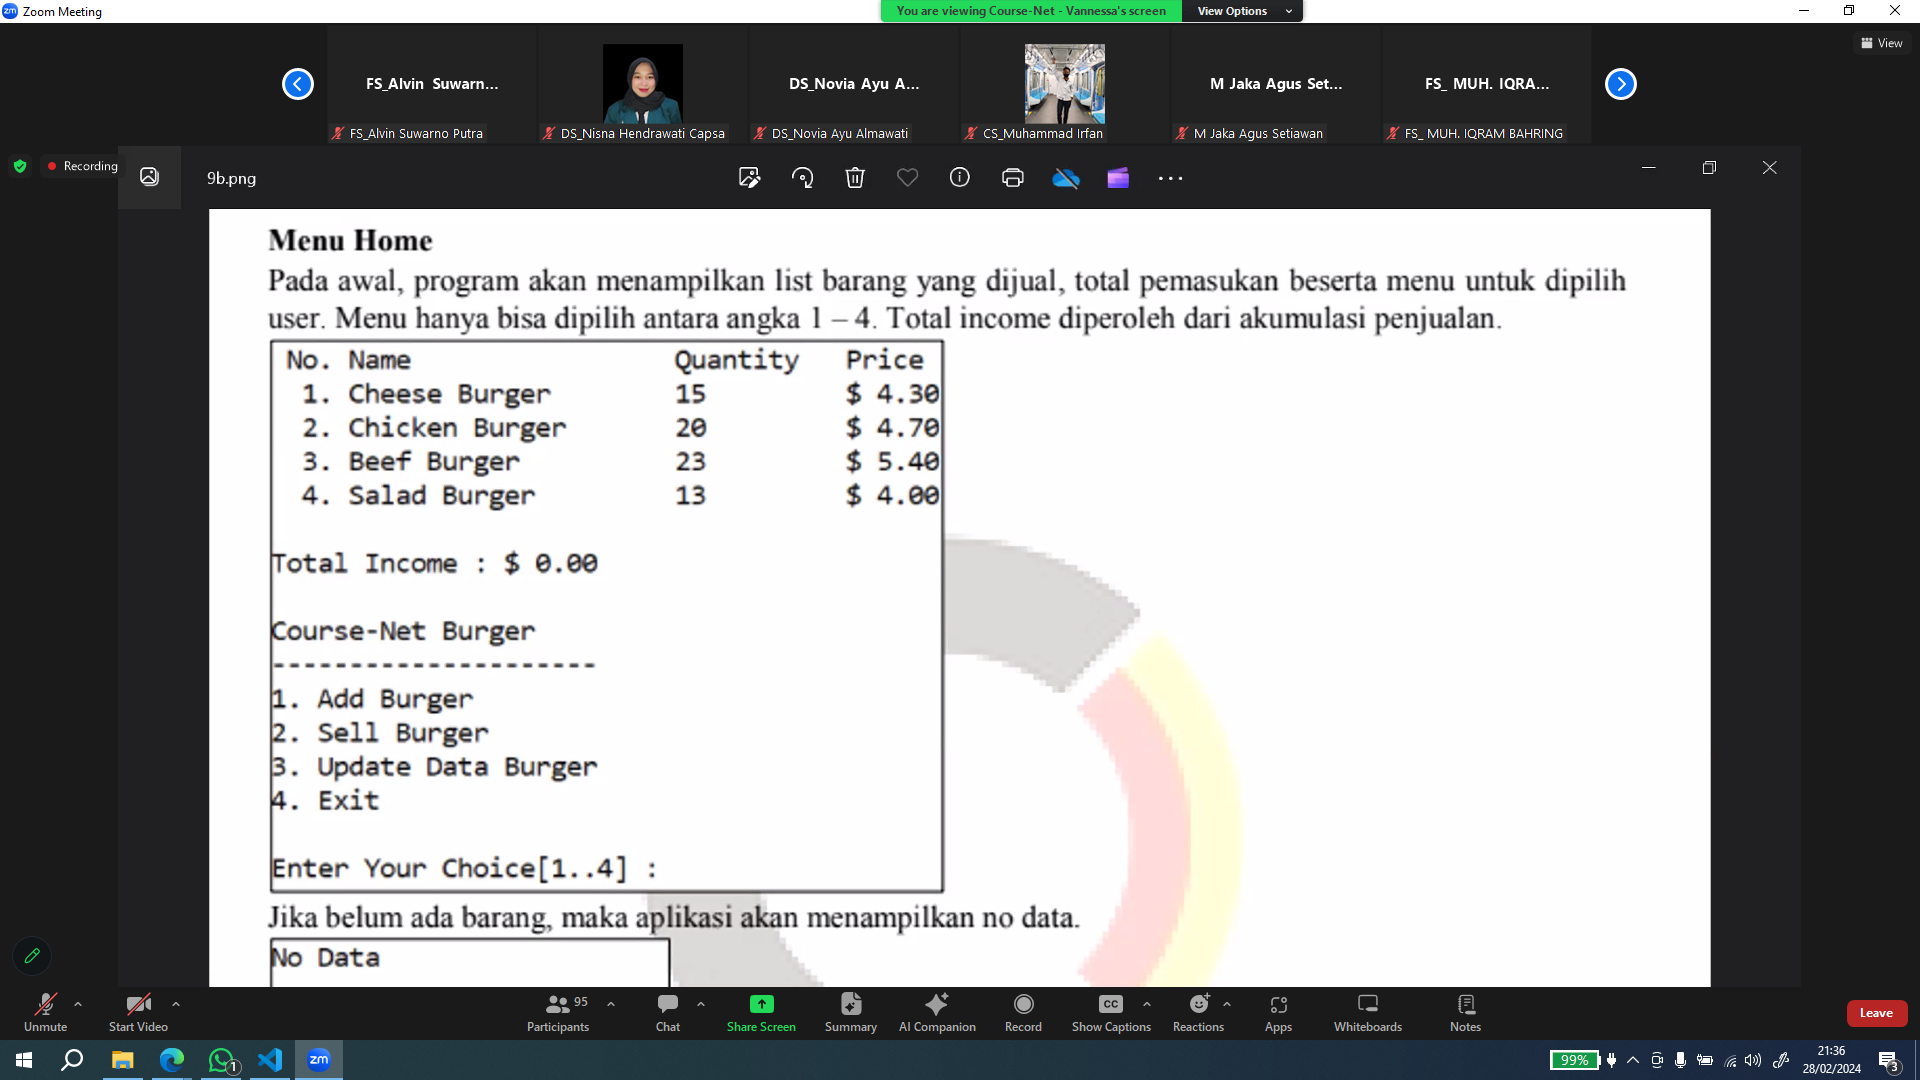 Zoom Meeting
You are viewing Course-Net - Vannessa's screen
View Options
View
FS_Alvin Suwarn...
DS_Novia Ayu A...
M Jaka Agus Set...
FS_ MUH. IQRA...
FS_Alvin Suwarno Putra
DS_Nisna Hendrawati Capsa
DS_Novia Ayu Almawati
CS_Muhammad Irfan
M Jaka Agus Setiawan
FS_ MUH. IQRAM BAHRING
Recording
9b.png
Menu Home
Pada awal, program akan menampilkan list barang yang dijual, total pemasukan beserta menu untuk dipilih
user. Menu hanya bisa dipilih antara angka 1 – 4. Total income diperoleh dari akumulasi penjualan.
No. Name Quantity Price
1. Cheese Burger 15 $ 4.30
2. Chicken Burger 20 $ 4.70
3. Beef Burger 23 $ 5.40
4. Salad Burger 13 $ 4.00
Total Income : $ 0.00
Course-Net Burger
---------------------
1. Add Burger
2. Sell Burger
3. Update Data Burger
4. Exit
Enter Your Choice[1..4] :
Jika belum ada barang, maka aplikasi akan menampilkan no data.
No Data
Unmute
Start Video
95
Participants
Chat
Share Screen
Summary
AI Companion
Record
CC
Show Captions
Reactions
Apps
Whiteboards
Notes
Leave
1
zm
99%
21:36
28/02/2024
3